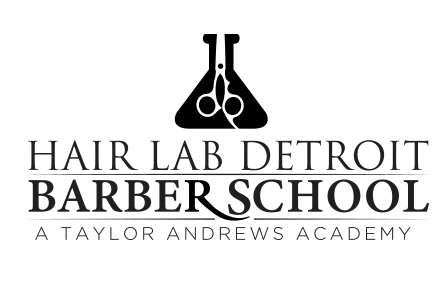 HAIR LAB DETROIT
BARBER SCHOOL
A TAYLOR ANDREWS ACADEMY